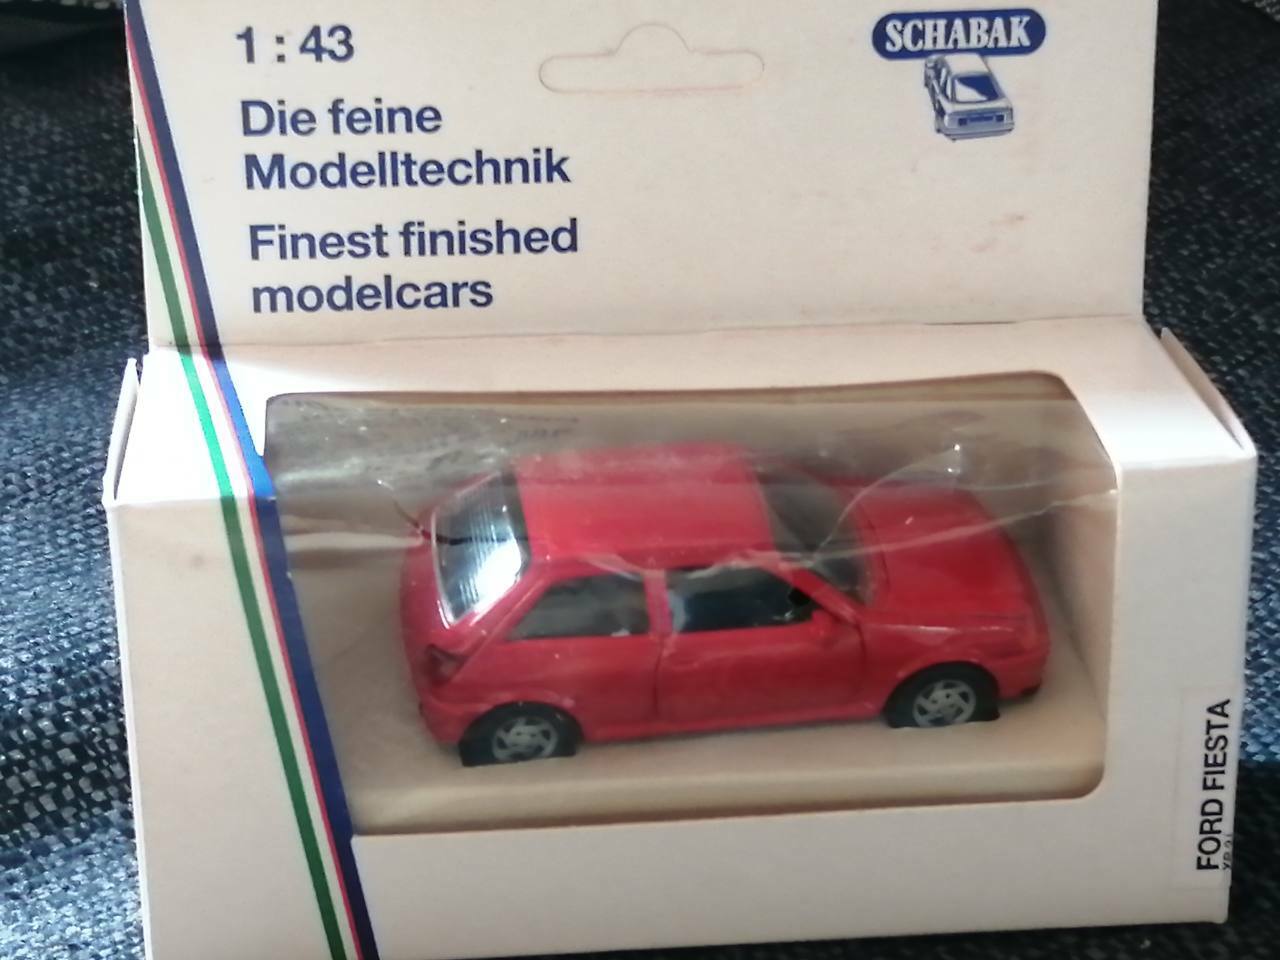 1 : 43
SCHABAK
Die feine
Modelltechnik
Finest finished
modelcars
FORD FIESTA